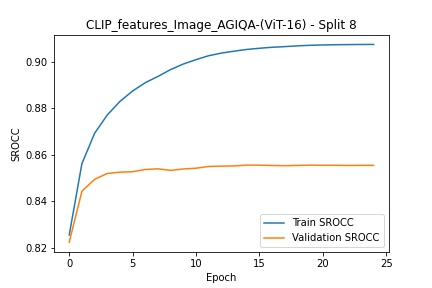 CLIP_features_Image_AGIQA-(ViT-16) - Split 8
0.90
0.88
0.86
0.84
0.82
SROCC
Train SROCC
Validation SROCC
0 5 10 15 20 25
Epoch